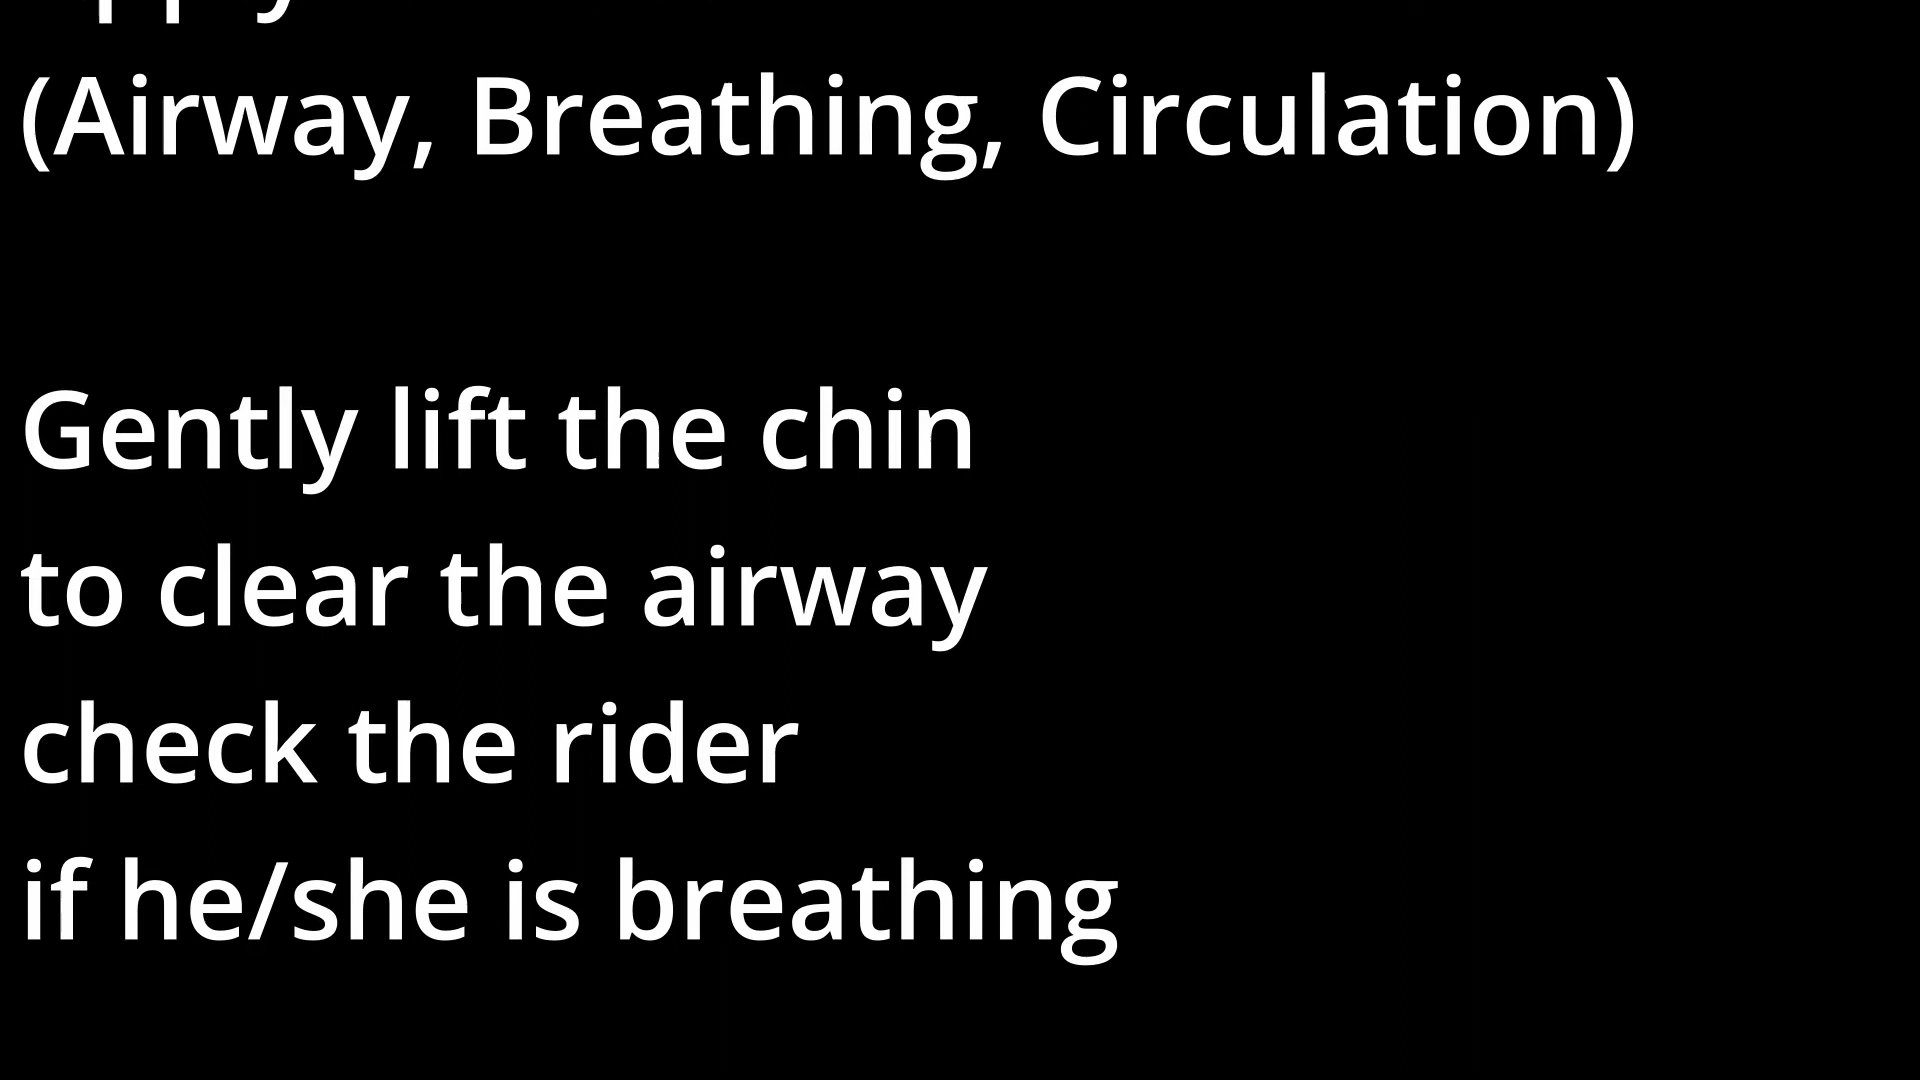 (Airway, Breathing, Circulation)
Gently lift the chin
to clear the airway
check the rider
if he/she is breathing